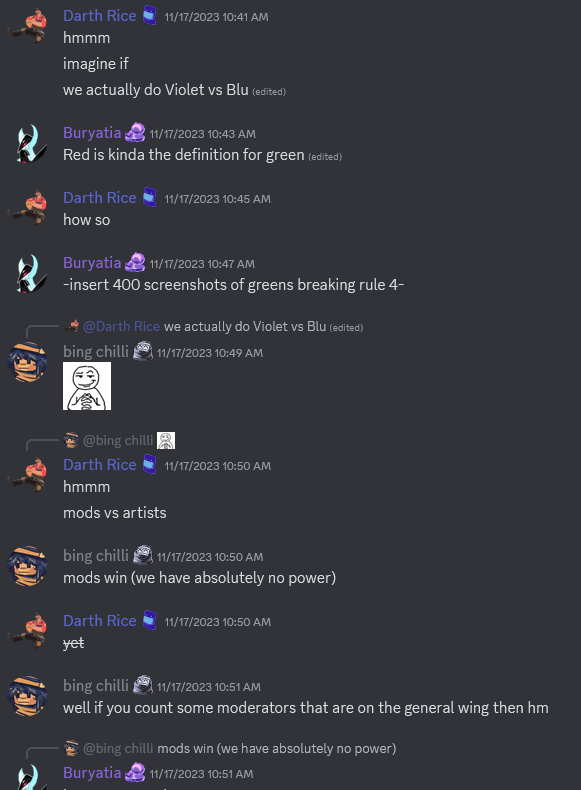 Darth Rice 11/17/2023 10:41 AM
hmmm
imagine if
we actually do Violet vs Blu (edited)
Buryatia 11/17/2023 10:43 AM
Red is kinda the definition for green (edited)
Darth Rice 11/17/2023 10:45 AM
how so
Buryatia 11/17/2023 10:47 AM
-insert 400 screenshots of greens breaking rule 4-
@Darth Rice we actually do Violet vs Blu (edited)
bing chilli 11/17/2023 10:49 AM
@bing chilli
Darth Rice 11/17/2023 10:50 AM
hmmm
mods vs artists
bing chilli 11/17/2023 10:50 AM
mods win (we have absolutely no power)
Darth Rice 11/17/2023 10:50 AM
yet
bing chilli 11/17/2023 10:51 AM
well if you count some moderators that are on the general wing then hm
@bing chilli mods win (we have absolutely no power)
Buryatia 11/17/2023 10:51 AM